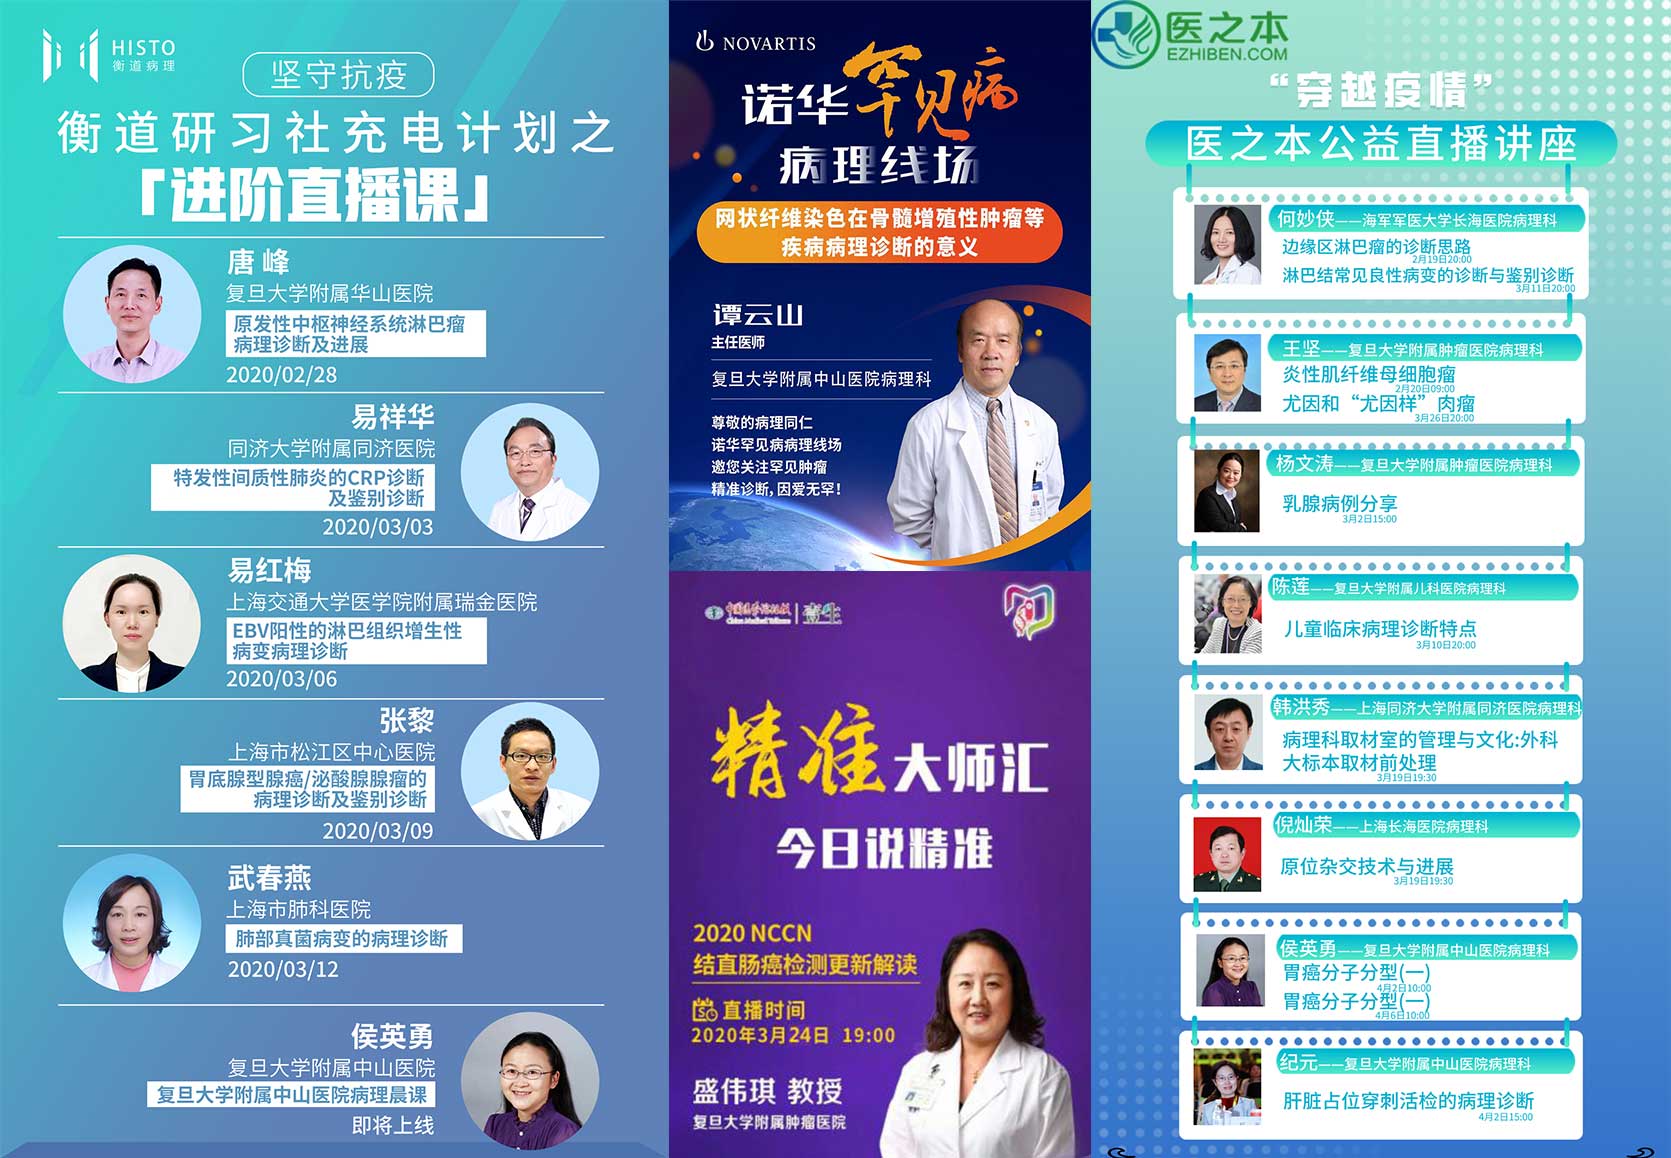 HISTO
衡道病理
坚守抗疫
衡道研习社充电计划之
「进阶直播课」
唐 峰
复旦大学附属华山医院
原发性中枢神经系统淋巴瘤
病理诊断及进展
2020/02/28
易祥华
同济大学附属同济医院
特发性间质性肺炎的CRP诊断
及鉴别诊断
2020/03/03
易红梅
上海交通大学医学院附属瑞金医院
EBV阳性的淋巴组织增生性
病变病理诊断
2020/03/06
张黎
上海市松江区中心医院
胃底腺型腺癌/泌酸腺腺瘤的
病理诊断及鉴别诊断
2020/03/09
武春燕
上海市肺科医院
肺部真菌病变的病理诊断
2020/03/12
侯英勇
复旦大学附属中山医院
复旦大学附属中山医院病理晨课
即将上线
NOVARTIS
诺华罕见病
病理线场
网状纤维染色在骨髓增殖性肿瘤等
疾病病理诊断的意义
谭云山
主任医师
复旦大学附属中山医院病理科
尊敬的病理同仁
诺华罕见病病理线场
邀您关注罕见肿瘤
精准诊断,因爱无罕!
中国医学论坛报 | 壹生
China Medical Tribune
精准大师汇
今日说精准
2020 NCCN
结直肠癌检测更新解读
直播时间
2020年3月24日 19:00
盛伟琪 教授
复旦大学附属肿瘤医院
医之本
EZHIBEN.COM
“穿越疫情”
医之本公益直播讲座
何妙侠——海军军医大学长海医院病理科
边缘区淋巴瘤的诊断思路
2月19日20:00
淋巴结常见良性病变的诊断与鉴别诊断
3月11日20:00
王坚——复旦大学附属肿瘤医院病理科
炎性肌纤维母细胞瘤
2月20日09:00
尤因和“尤因样”肉瘤
3月26日20:00
杨文涛——复旦大学附属肿瘤医院病理科
乳腺病例分享
3月2日15:00
陈莲——复旦大学附属儿科医院病理科
儿童临床病理诊断特点
3月10日20:00
韩洪秀——上海同济大学附属同济医院病理科
病理科取材室的管理与文化:外科
大标本取材前处理
3月19日19:30
倪灿荣——上海长海医院病理科
原位杂交技术与进展
3月19日19:30
侯英勇——复旦大学附属中山医院病理科
胃癌分子分型(一)
4月2日10:00
胃癌分子分型(一)
4月6日10:00
纪元——复旦大学附属中山医院病理科
肝脏占位穿刺活检的病理诊断
4月2日15:00